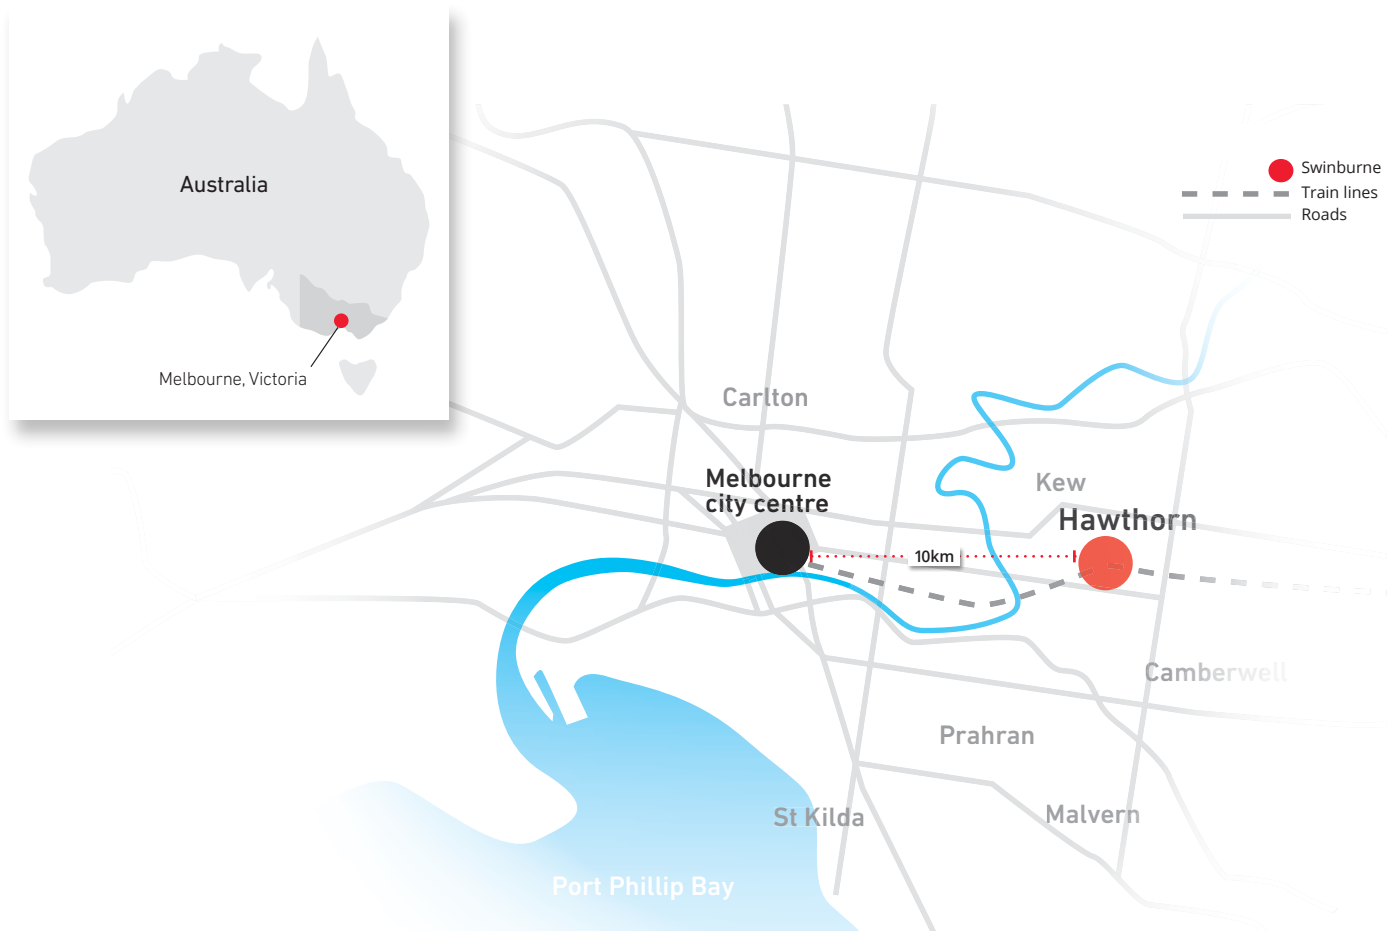 Australia
Melbourne, Victoria
Swinburne
Train lines
Roads
Carlton
Melbourne
city centre
Kew
Hawthorn
10km
Camberwell
Prahran
St Kilda
Malvern
Port Phillip Bay